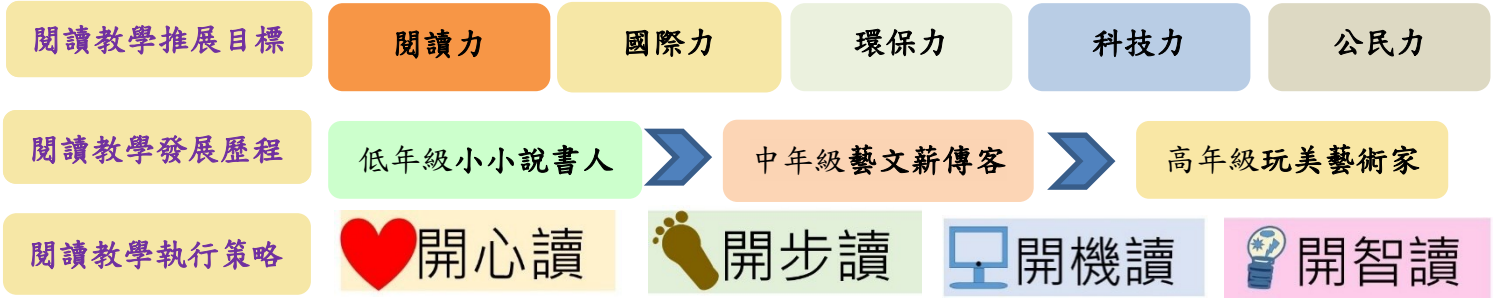 閱讀教學推展目標 閱讀力 國際力 環保力 科技力 公民力
閱讀教學發展歷程 低年級小小說書人 中年級藝文薪傳客 高年級玩美藝術家
閱讀教學執行策略 開心讀 開步讀 開機讀 開智讀